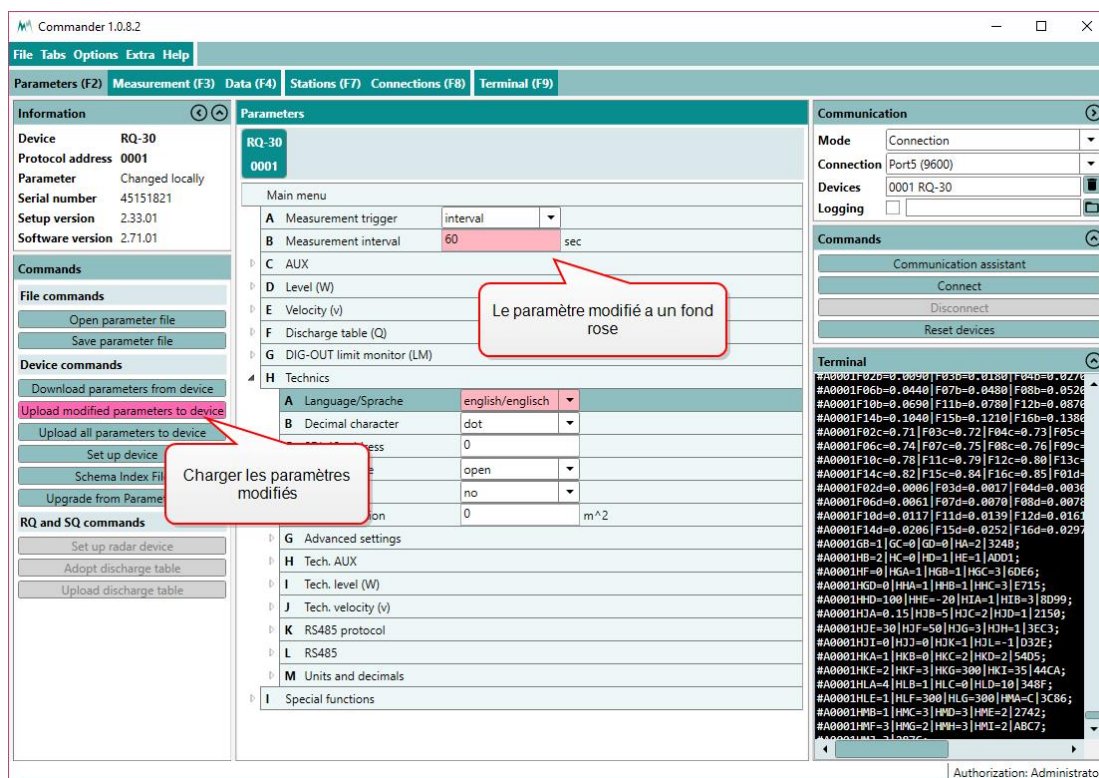 Commander 1.0.8.2
File Tabs Options Extra Help
Parameters (F2) Measurement (F3) Data (F4) Stations (F7) Connections (F8) Terminal (F9)
Information
Device RQ-30
Protocol address 0001
Parameter Changed locally
Serial number 45151821
Setup version 2.33.01
Software version 2.71.01
Commands
File commands
Open parameter file
Save parameter file
Device commands
Download parameters from device
Upload modified parameters to device
Upload all parameters to device
Set up device
Schema Index File
Upgrade from Paramet
RQ and SQ commands
Set up radar device
Adopt discharge table
Upload discharge table
Parameters
RQ-30
0001
Main menu
A Measurement trigger interval
B Measurement interval 60 sec
C AUX
D Level (W)
E Velocity (v)
F Discharge table (Q)
G DIG-OUT limit monitor (LM)
H Technics
A Language/Sprache english/englisch
B Decimal character dot
0
open
no
0 m^2
G Advanced settings
H Tech. AUX
I Tech. level (W)
J Tech. velocity (v)
K RS485 protocol
L RS485
M Units and decimals
I Special functions
Le paramètre modifié a un fond
rose
Charger les paramètres
modifiés
Communication
Mode Connection
Connection Port5 (9600)
Devices 0001 RQ-30
Logging
Commands
Communication assistant
Connect
Disconnect
Reset devices
Terminal
#A0001F02b=0.0090|F03b=0.0180|F04b=0.0270
#A0001F06b=0.0440|F07b=0.0480|F08b=0.0520
#A0001F10b=0.0690|F11b=0.0780|F12b=0.0870
#A0001F14b=0.1040|F15b=0.1210|F16b=0.1380
#A0001F02c=0.71|F03c=0.72|F04c=0.73|F05c=
#A0001F06c=0.74|F07c=0.75|F08c=0.76|F09c=
#A0001F10c=0.78|F11c=0.79|F12c=0.80|F13c=
#A0001F14c=0.82|F15c=0.84|F16c=0.85|F01d=
#A0001F02d=0.0006|F03d=0.0017|F04d=0.0030
#A0001F06d=0.0061|F07d=0.0070|F08d=0.0078
#A0001F10d=0.0117|F11d=0.0139|F12d=0.0161
#A0001F14d=0.0206|F15d=0.0252|F16d=0.0297
#A0001GB=1|GC=0|GD=0|HA=2|324B;
#A0001HB=2|HC=0|HD=1|HE=1|ADD1;
#A0001HF=0|HGA=1|HGB=1|HGC=3|6DE6;
#A0001HGD=0|HHA=1|HHB=1|HHC=3|E715;
#A0001HHD=100|HHE=-20|HIA=1|HIB=3|8D99;
#A0001HJA=0.15|HJB=5|HJC=2|HJD=1|2150;
#A0001HJE=30|HJF=50|HJG=3|HJH=1|3EC3;
#A0001HJI=0|HJJ=0|HJK=1|HJL=-1|D32E;
#A0001HKA=1|HKB=0|HKC=2|HKD=2|54D5;
#A0001HKE=2|HKF=3|HKG=300|HKI=35|44CA;
#A0001HLA=4|HLB=1|HLC=0|HLD=10|348F;
#A0001HLE=1|HLF=300|HLG=300|HMA=C|3C86;
#A0001HMB=1|HMC=3|HMD=3|HME=2|2742;
#A0001HMF=3|HMG=2|HMH=3|HMI=2|ABC7;
Authorization: Administrato